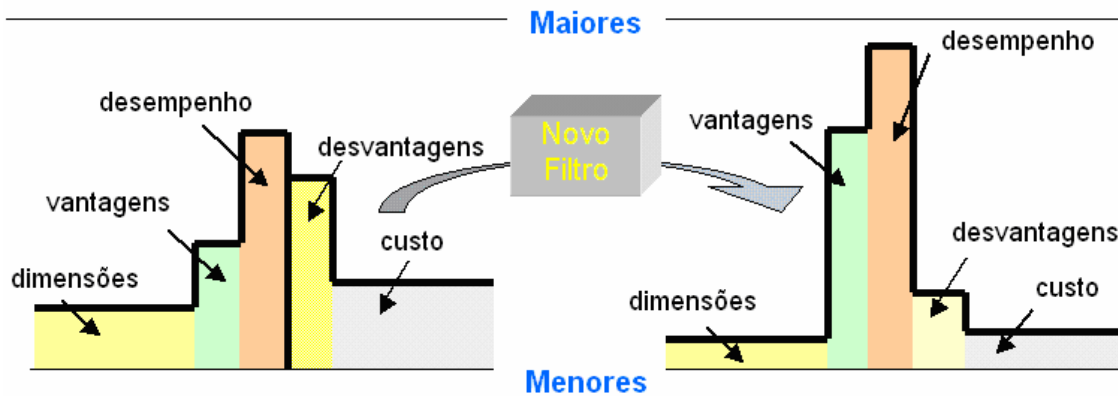 Maiores
desempenho
desvantagens
vantagens
custo
dimensões
Novo
Filtro
desempenho
vantagens
desvantagens
custo
dimensões
Menores